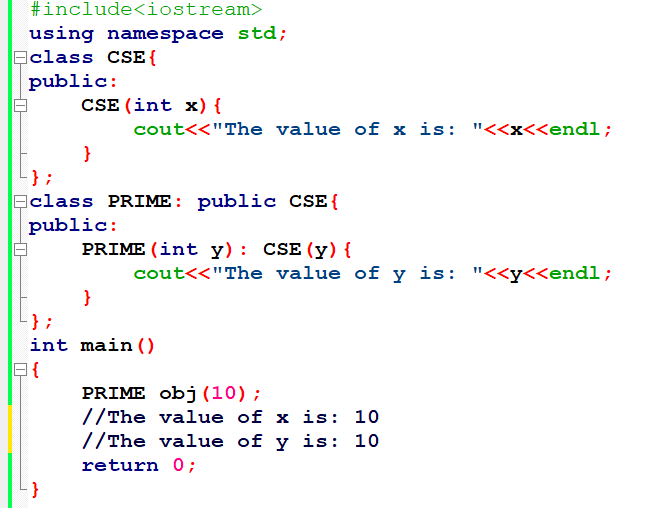 #include<iostream>
using namespace std;
class CSE{
public:
    CSE(int x){
        cout<<"The value of x is: "<<x<<endl;
    }
};
class PRIME: public CSE{
public:
    PRIME(int y): CSE(y){
        cout<<"The value of y is: "<<y<<endl;
    }
};
int main()
{
    PRIME obj(10);
    //The value of x is: 10
    //The value of y is: 10
    return 0;
}